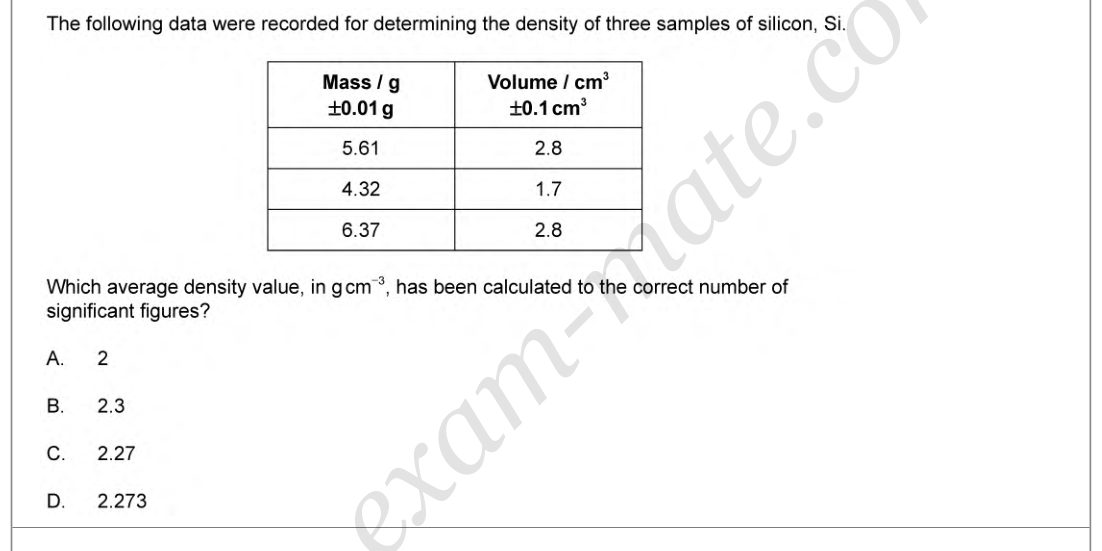 The following data were recorded for determining the density of three samples of silicon, Si.
Mass / g Volume / cm³
±0.01 g ±0.1 cm³
5.61 2.8
4.32 1.7
6.37 2.8
Which average density value, in g cm⁻³, has been calculated to the correct number of
significant figures?
A. 2
B. 2.3
C. 2.27
D. 2.273
exam-mate.co